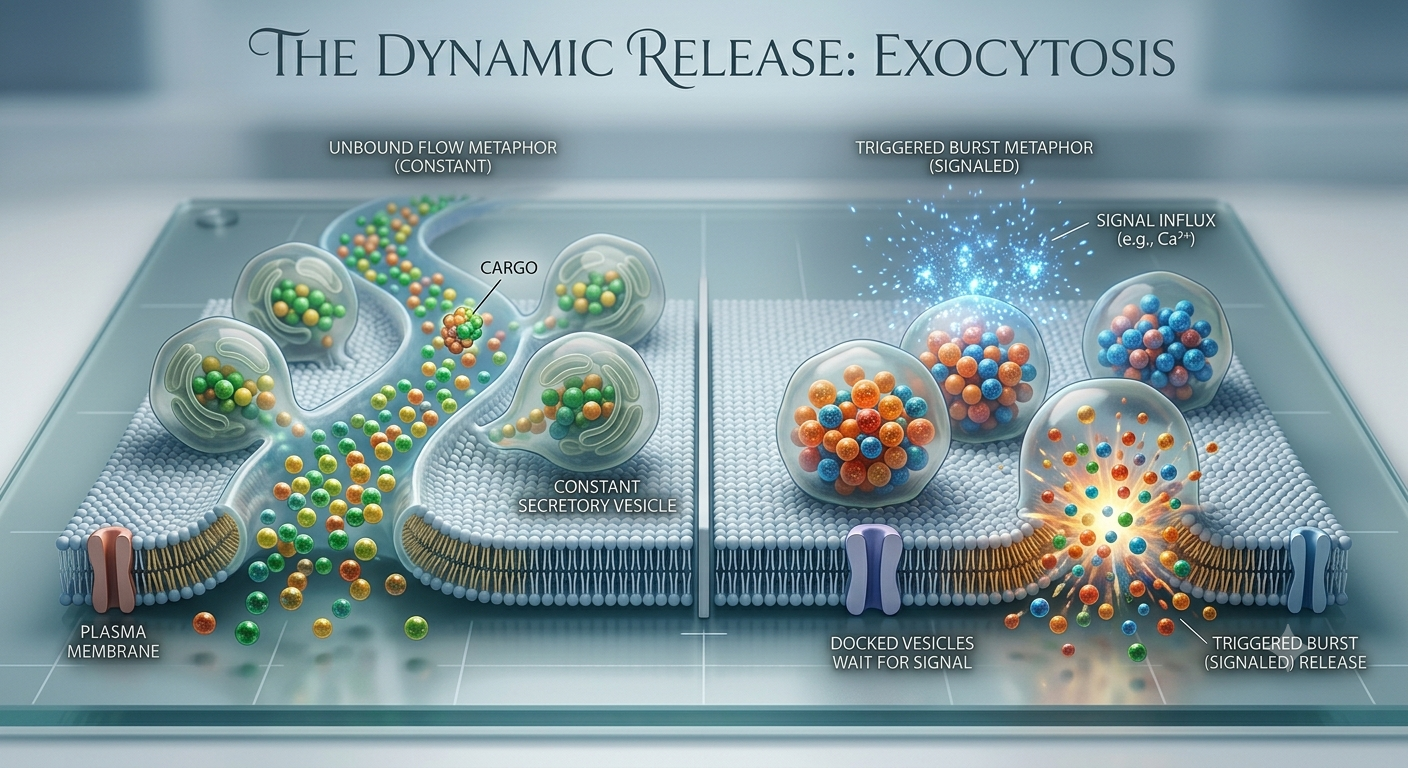 THE DYNAMIC RELEASE: EXOCYTOSIS
UNBOUND FLOW METAPHOR
(CONSTANT)
TRIGGERED BURST METAPHOR
(SIGNALED)
SIGNAL INFLUX
(e.g., Ca²⁺)
CARGO
CONSTANT
SECRETORY VESICLE
PLASMA
MEMBRANE
DOCKED VESICLES
WAIT FOR SIGNAL
TRIGGERED BURST
(SIGNALED) RELEASE